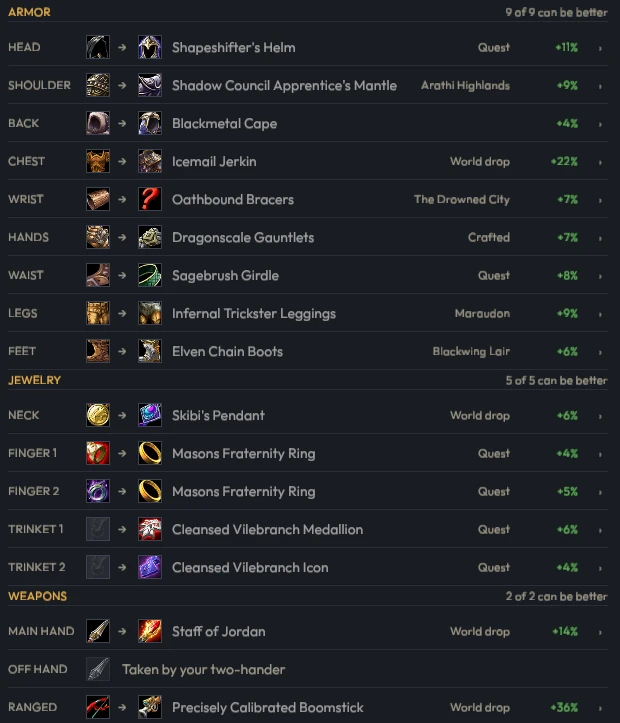 ARMOR 9 of 9 can be better
HEAD → Shapeshifter's Helm Quest +11% ›
SHOULDER → Shadow Council Apprentice's Mantle Arathi Highlands +9% ›
BACK → Blackmetal Cape +4% ›
CHEST → Icemail Jerkin World drop +22% ›
WRIST → ? Oathbound Bracers The Drowned City +7% ›
HANDS → Dragonscale Gauntlets Crafted +7% ›
WAIST → Sagebrush Girdle Quest +8% ›
LEGS → Infernal Trickster Leggings Maraudon +9% ›
FEET → Elven Chain Boots Blackwing Lair +6% ›
JEWELRY 5 of 5 can be better
NECK → Skibi's Pendant World drop +6% ›
FINGER 1 → Masons Fraternity Ring Quest +4% ›
FINGER 2 → Masons Fraternity Ring Quest +5% ›
TRINKET 1 → Cleansed Vilebranch Medallion Quest +6% ›
TRINKET 2 → Cleansed Vilebranch Icon Quest +4% ›
WEAPONS 2 of 2 can be better
MAIN HAND → Staff of Jordan World drop +14% ›
OFF HAND Taken by your two-hander
RANGED → Precisely Calibrated Boomstick World drop +36% ›